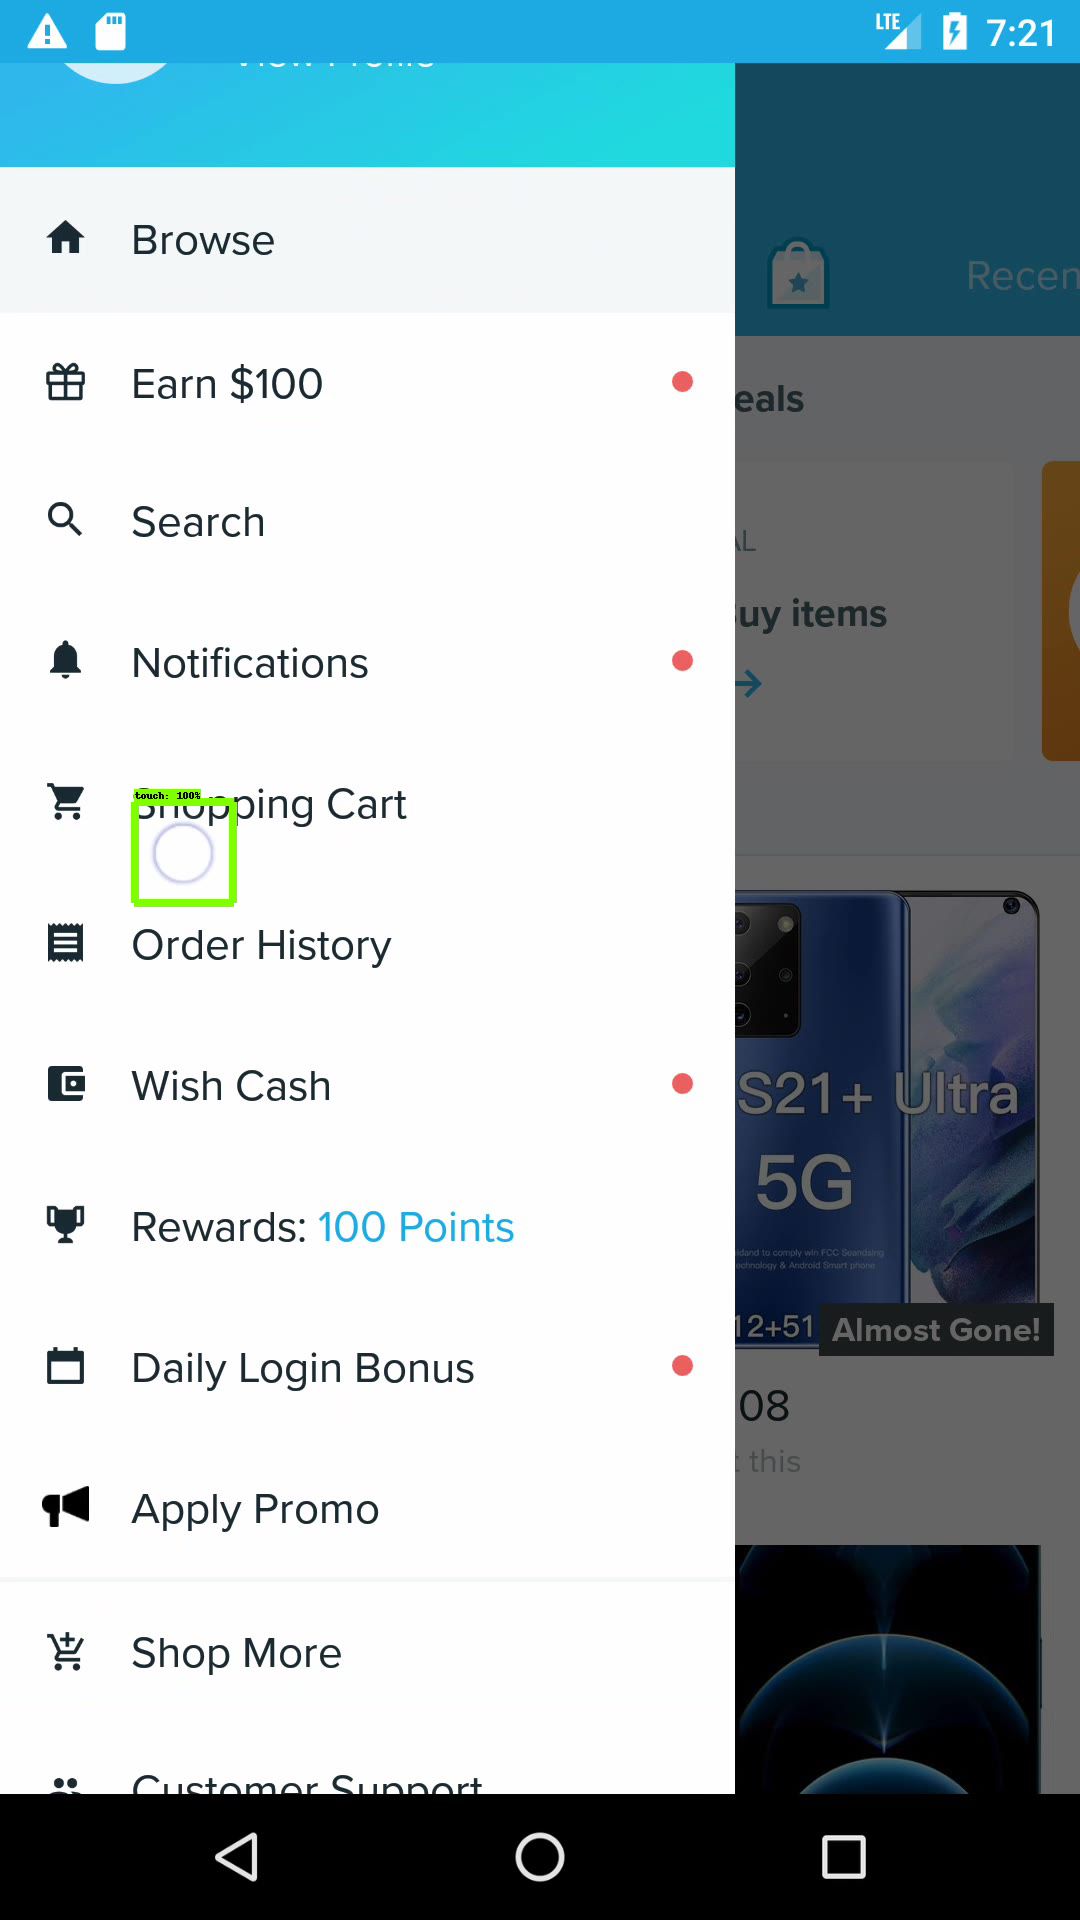 LTE 7:21
View Profile
Browse
Recen
Earn $100
eals
Search
AL
uy items
Notifications
touch: 100%
Shopping Cart
Order History
Wish Cash
S21+ Ultra
5G
Rewards: 100 Points
12+51
Almost Gone!
Daily Login Bonus
08
this
Apply Promo
Shop More
Customer Support